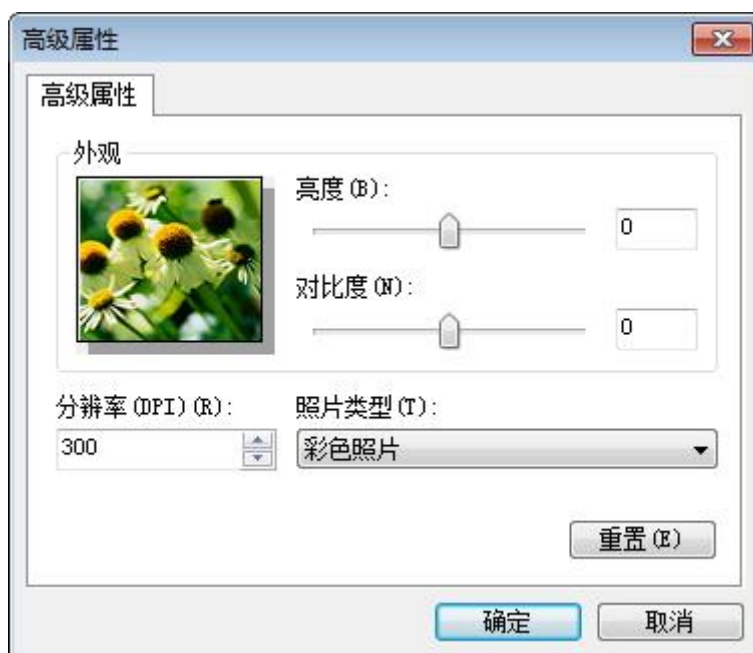 高级属性
高级属性
外观
亮度(B):
0
对比度(N):
0
分辨率(DPI)(R):
照片类型(T):
300
彩色照片
重置(E)
确定
取消